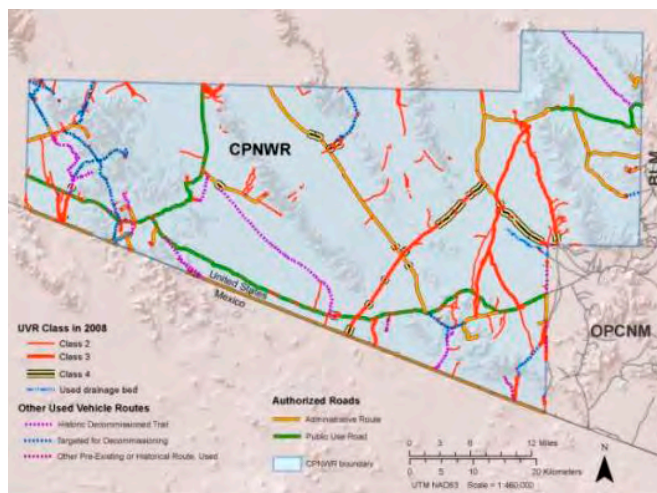 CPNWR
BLM
United States
Mexico
OPCNM
UVR Class in 2008
Class 2
Class 3
Class 4
Used drainage bed
Other Used Vehicle Routes
Historic Decommissioned Trail
Targeted for Decommissioning
Other Pre-Existing or Historical Route, Used
Authorized Roads
Administrative Route
Public Use Road
CPNWR boundary
0 3 6 12 Miles
0 5 10 20 Kilometers
UTM NAD83 Scale = 1:460,000
N